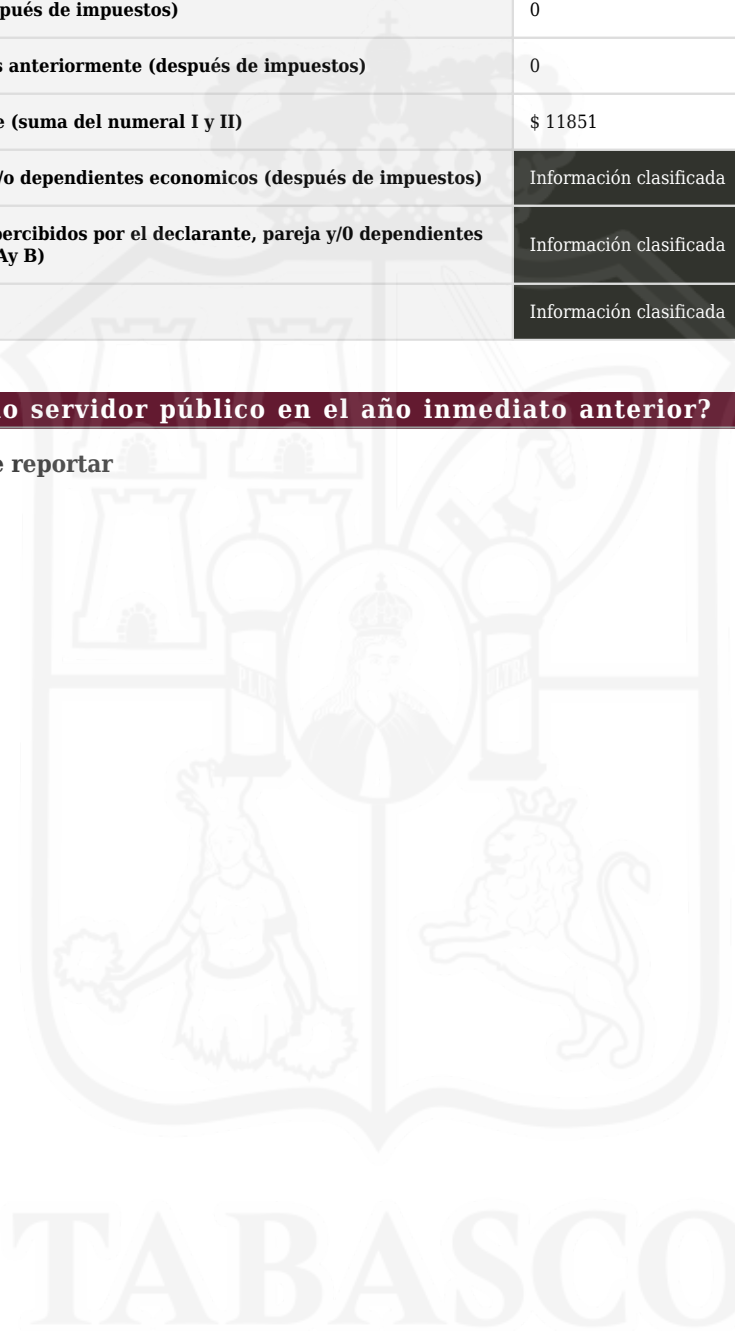 pués de impuestos) 0
s anteriormente (después de impuestos) 0
e (suma del numeral I y II) $ 11851
/o dependientes economicos (después de impuestos) Información clasificada
percibidos por el declarante, pareja y/0 dependientes
Ay B) Información clasificada
Información clasificada
o servidor público en el año inmediato anterior?
e reportar
PLUS ULTRA
TABASCO